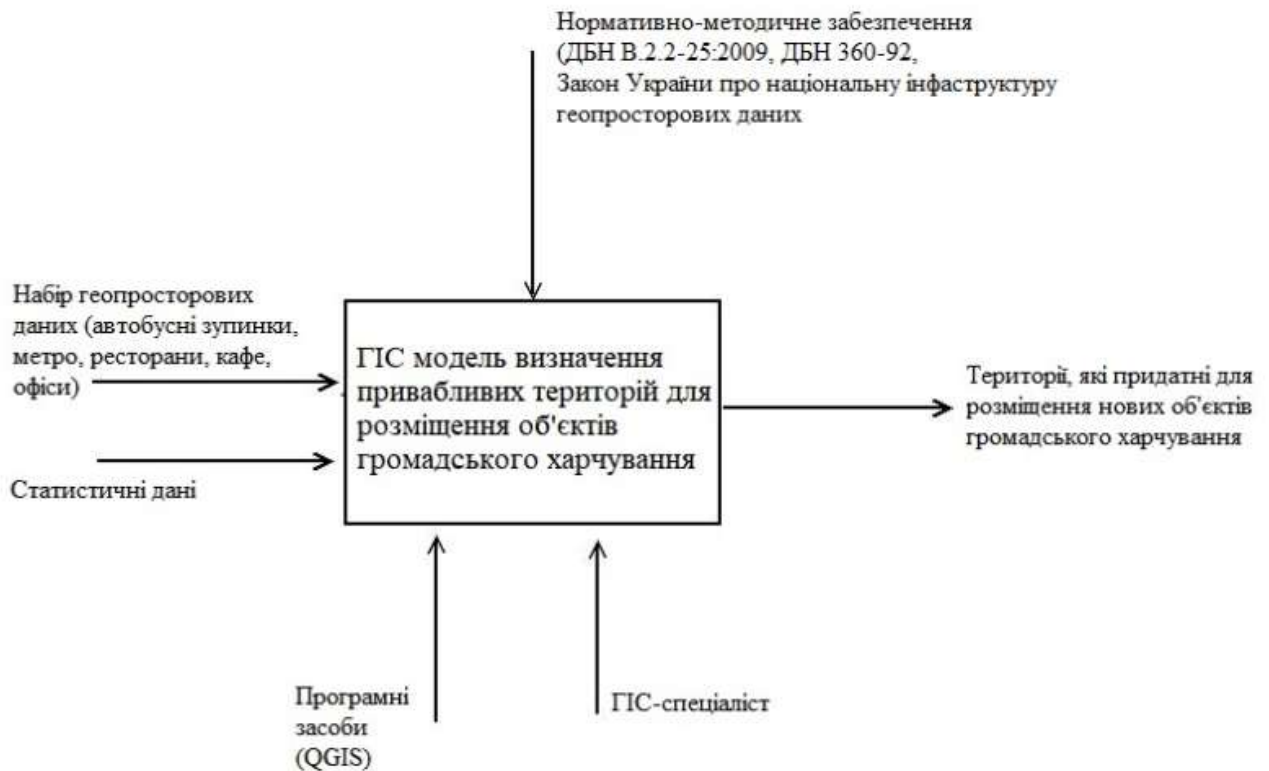 Нормативно-методичне забезпечення
(ДБН В.2.2-25:2009, ДБН 360-92,
Закон України про національну інфаструктуру
геопросторових даних
Набір геопросторових
даних (автобусні зупинки,
метро, ресторани, кафе,
офіси)
Статистичні дані
ГІС модель визначення
привабливих територій для
розміщення об'єктів
громадського харчування
Території, які придатні для
розміщення нових об'єктів
громадського харчування
Програмні
засоби
(QGIS)
ГІС-спеціаліст